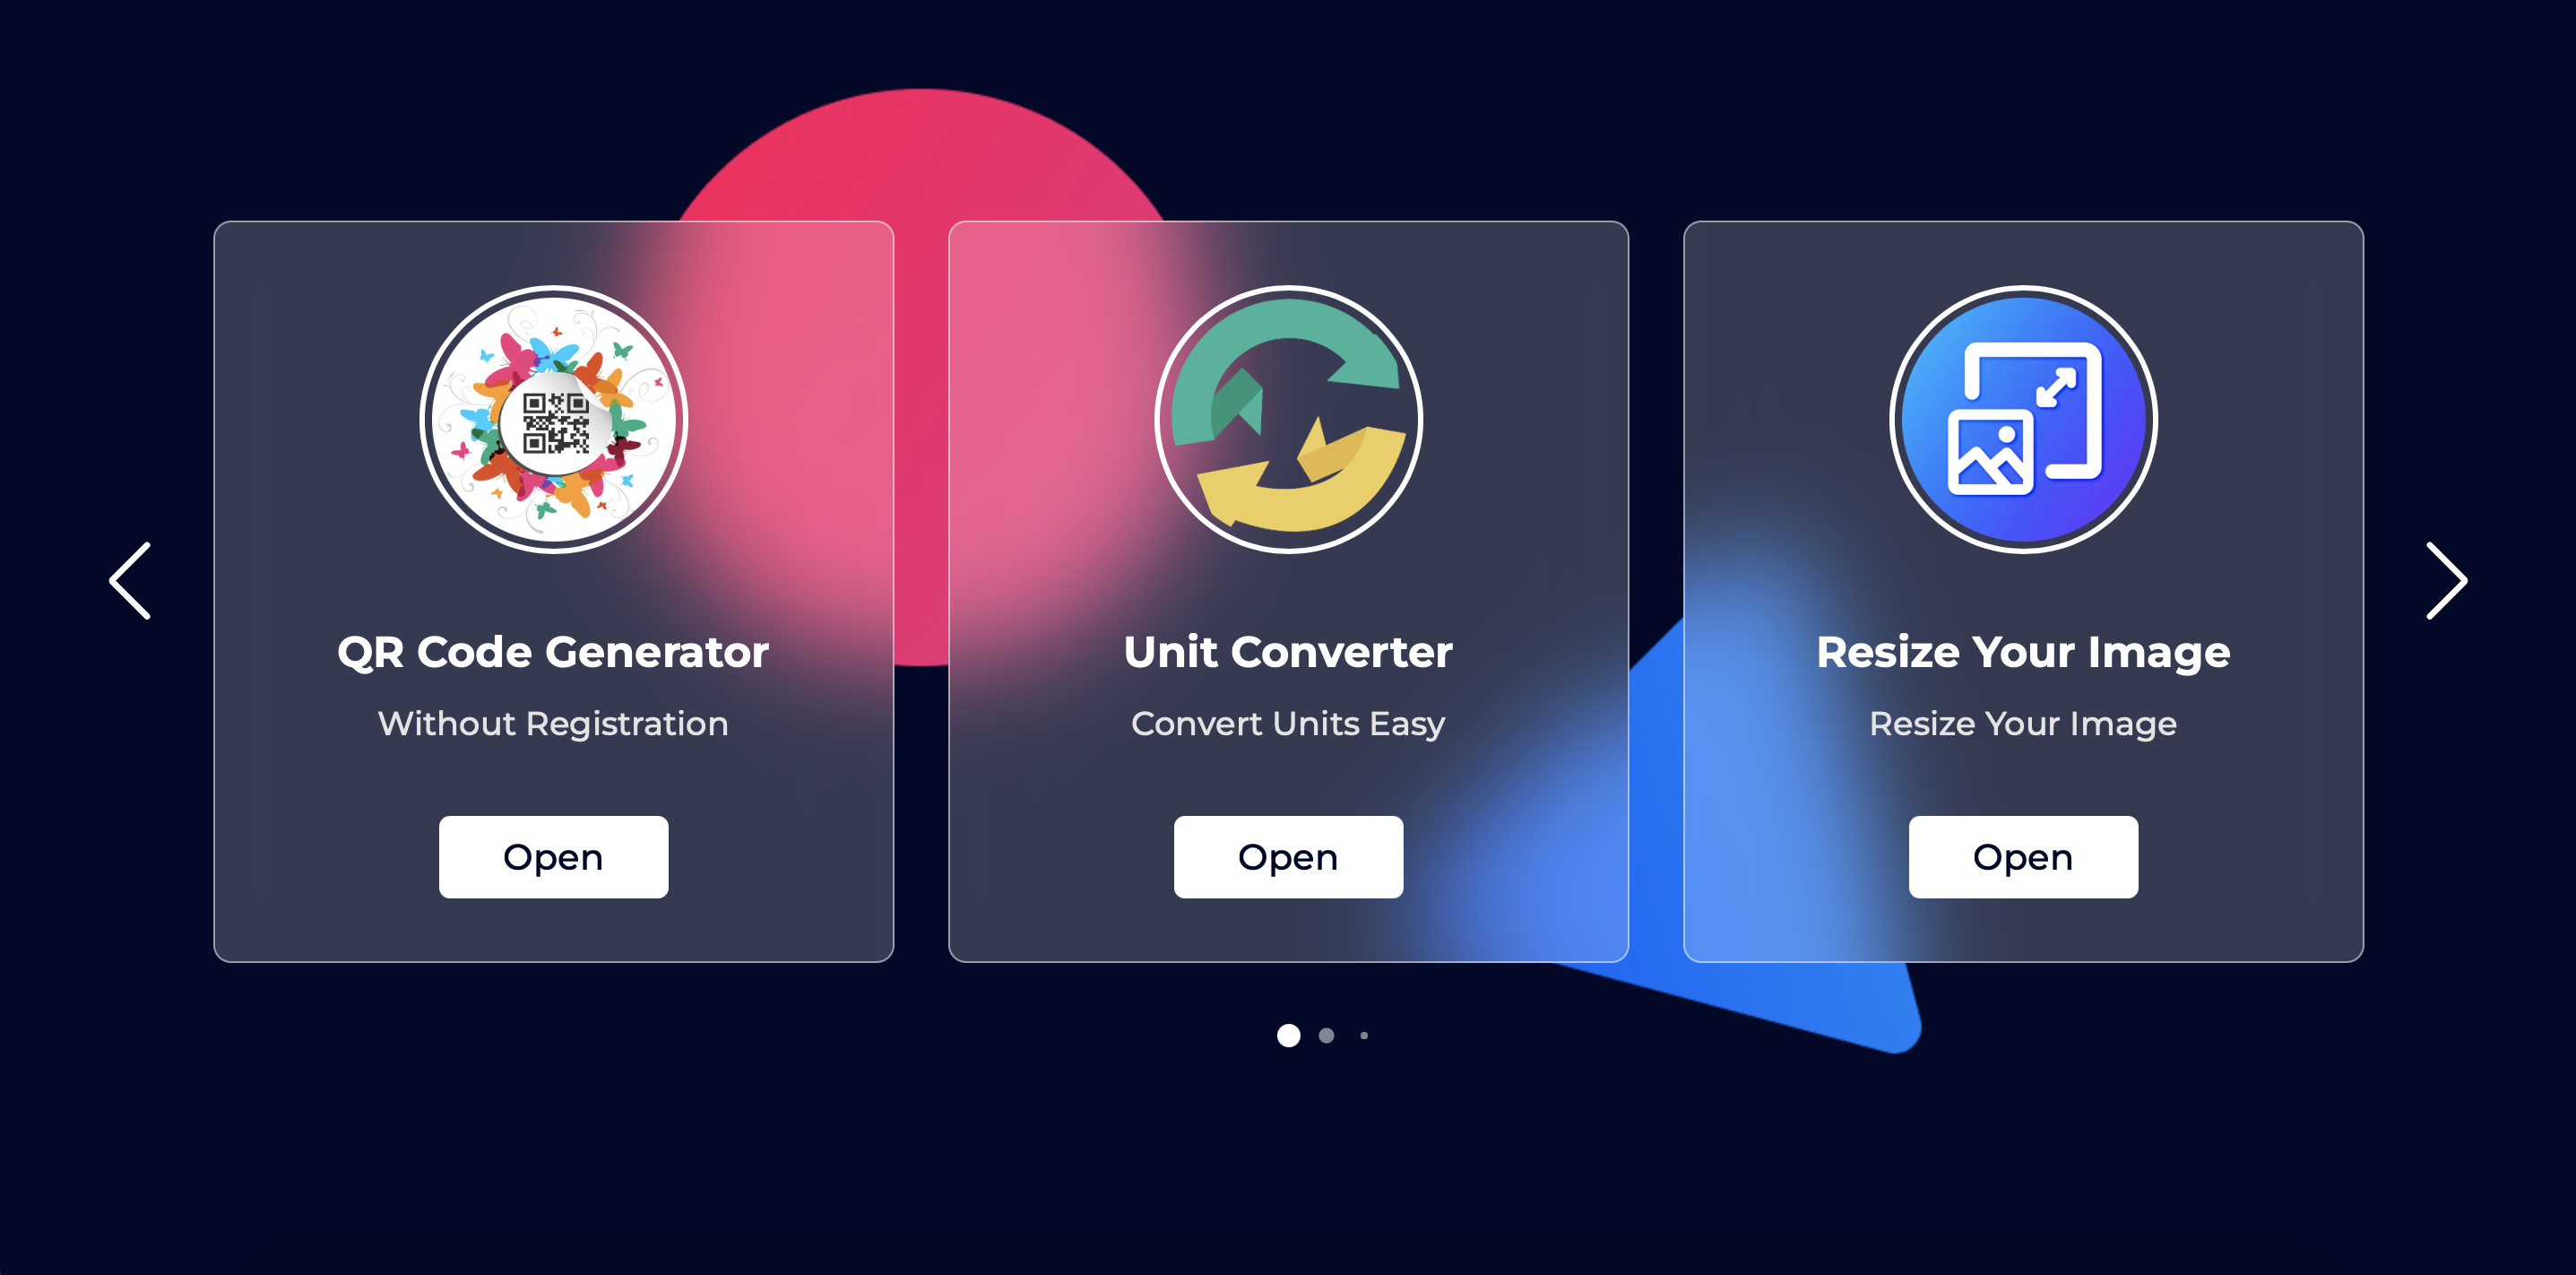 QR Code Generator
Without Registration
Open
Unit Converter
Convert Units Easy
Open
Resize Your Image
Resize Your Image
Open